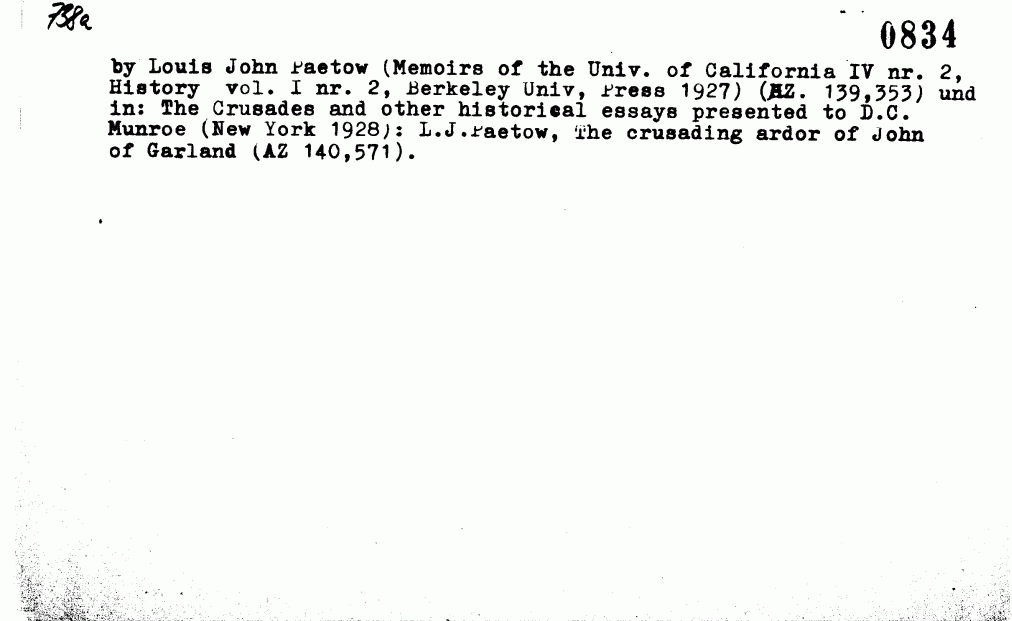 738a
0834
by Louis John Paetow (Memoirs of the Univ. of California IV nr. 2,
History vol. I nr. 2, Berkeley Univ, Press 1927) (AZ. 139,353) und
in: The Crusades and other historical essays presented to D.C.
Munroe (New York 1928): L.J.Paetow, The crusading ardor of John
of Garland (AZ 140,571).